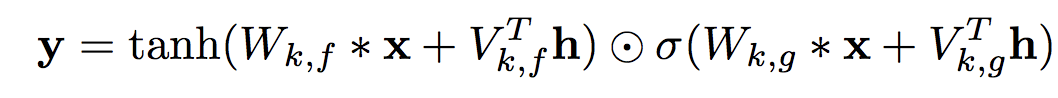 y = tanh(W_{k,f} ∗ x + V_{k,f}^T h) ⊙ σ(W_{k,g} ∗ x + V_{k,g}^T h)